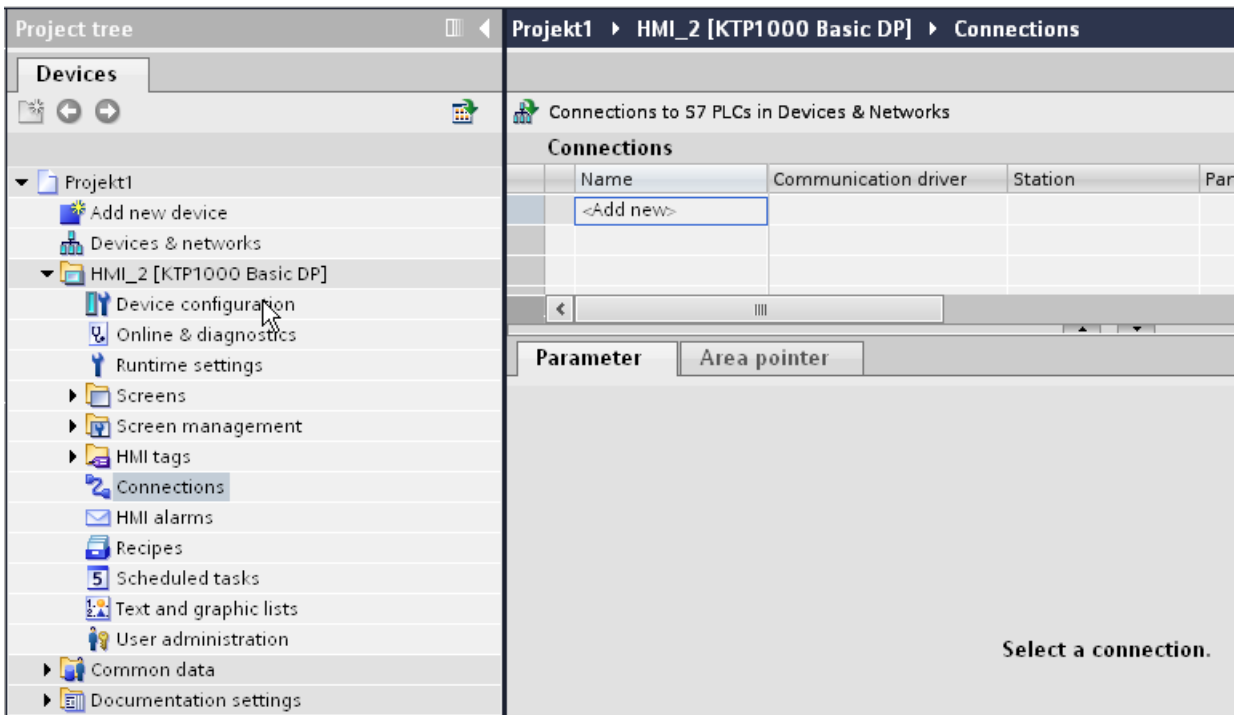 Project tree
Devices
Projekt1
Add new device
Devices & networks
HMI_2 [KTP1000 Basic DP]
Device configuration
Online & diagnostics
Runtime settings
Screens
Screen management
HMI tags
Connections
HMI alarms
Recipes
5 Scheduled tasks
Text and graphic lists
User administration
Common data
Documentation settings
Projekt1 HMI_2 [KTP1000 Basic DP] Connections
Connections to S7 PLCs in Devices & Networks
Connections
Name Communication driver Station Par
<Add new>
Parameter Area pointer
Select a connection.